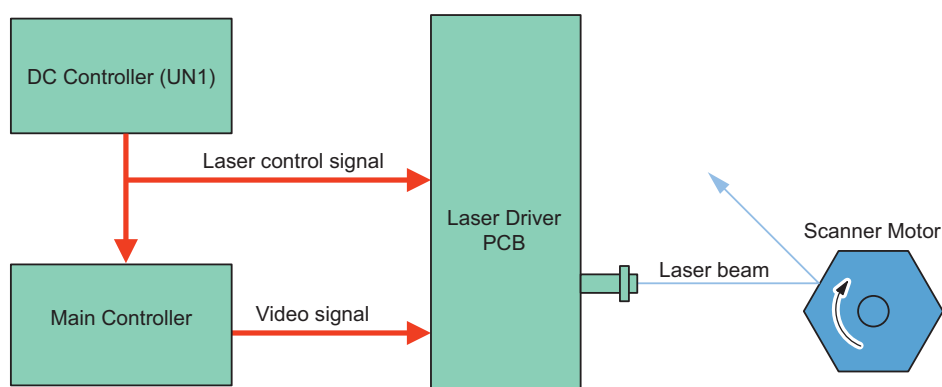 DC Controller (UN1)
Laser control signal
Laser Driver
PCB
Scanner Motor
Laser beam
Main Controller
Video signal